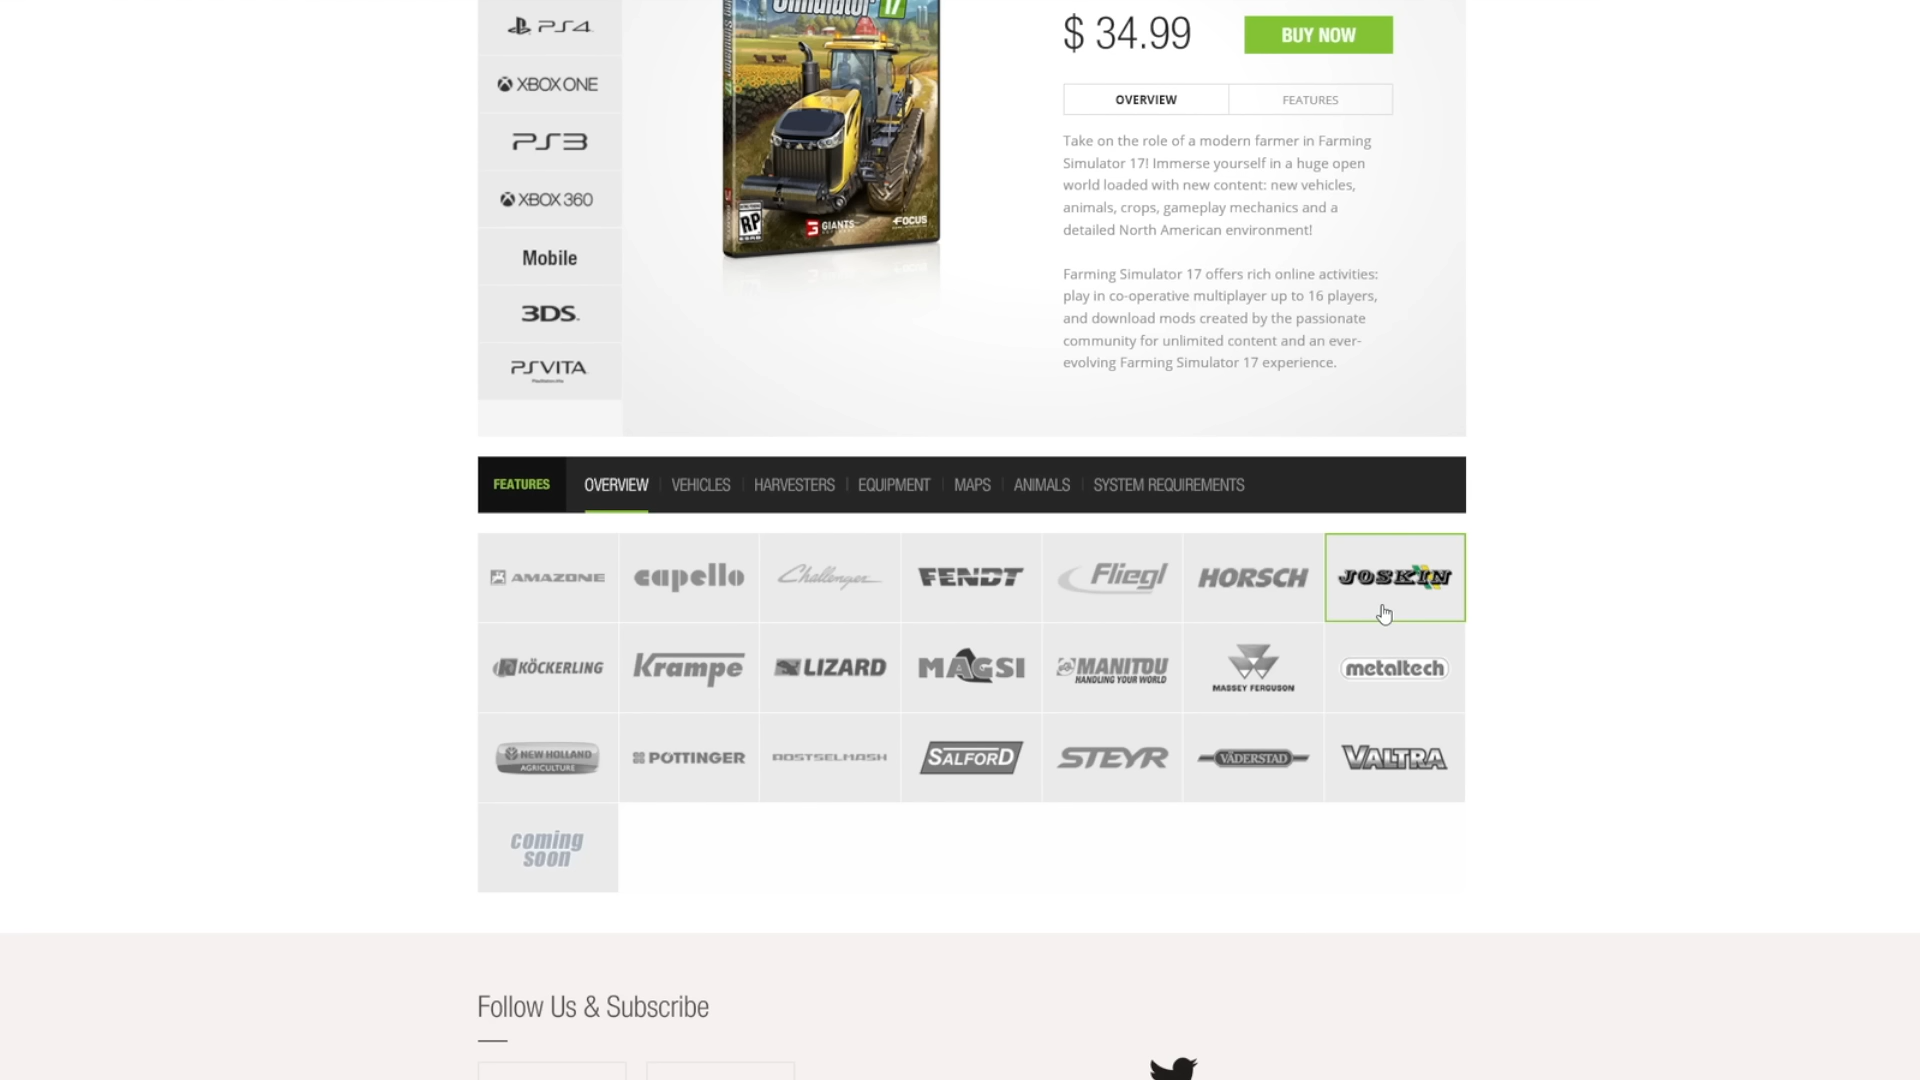 PS4
Simulator 17
$ 34.99
BUY NOW
XBOX ONE
OVERVIEW
FEATURES
PS3
Take on the role of a modern farmer in Farming
Simulator 17! Immerse yourself in a huge open
world loaded with new content: new vehicles,
animals, crops, gameplay mechanics and a
detailed North American environment!
XBOX 360
RP
GIANTS
FOCUS
Mobile
Farming Simulator 17 offers rich online activities:
play in co-operative multiplayer up to 16 players,
and download mods created by the passionate
community for unlimited content and an ever-
evolving Farming Simulator 17 experience.
3DS
PSVITA
FEATURES OVERVIEW VEHICLES HARVESTERS EQUIPMENT MAPS ANIMALS SYSTEM REQUIREMENTS
AMAZONE capello Challenger FENDT Fliegl HORSCH JOSKIN
KÖCKERLING Krampe LIZARD MAGSI MANITOU HANDLING YOUR WORLD MASSEY FERGUSON metaltech
NEW HOLLAND AGRICULTURE PÖTTINGER ROSTSELMASH SALFORD STEYR VÄDERSTAD VALTRA
coming
soon
Follow Us & Subscribe